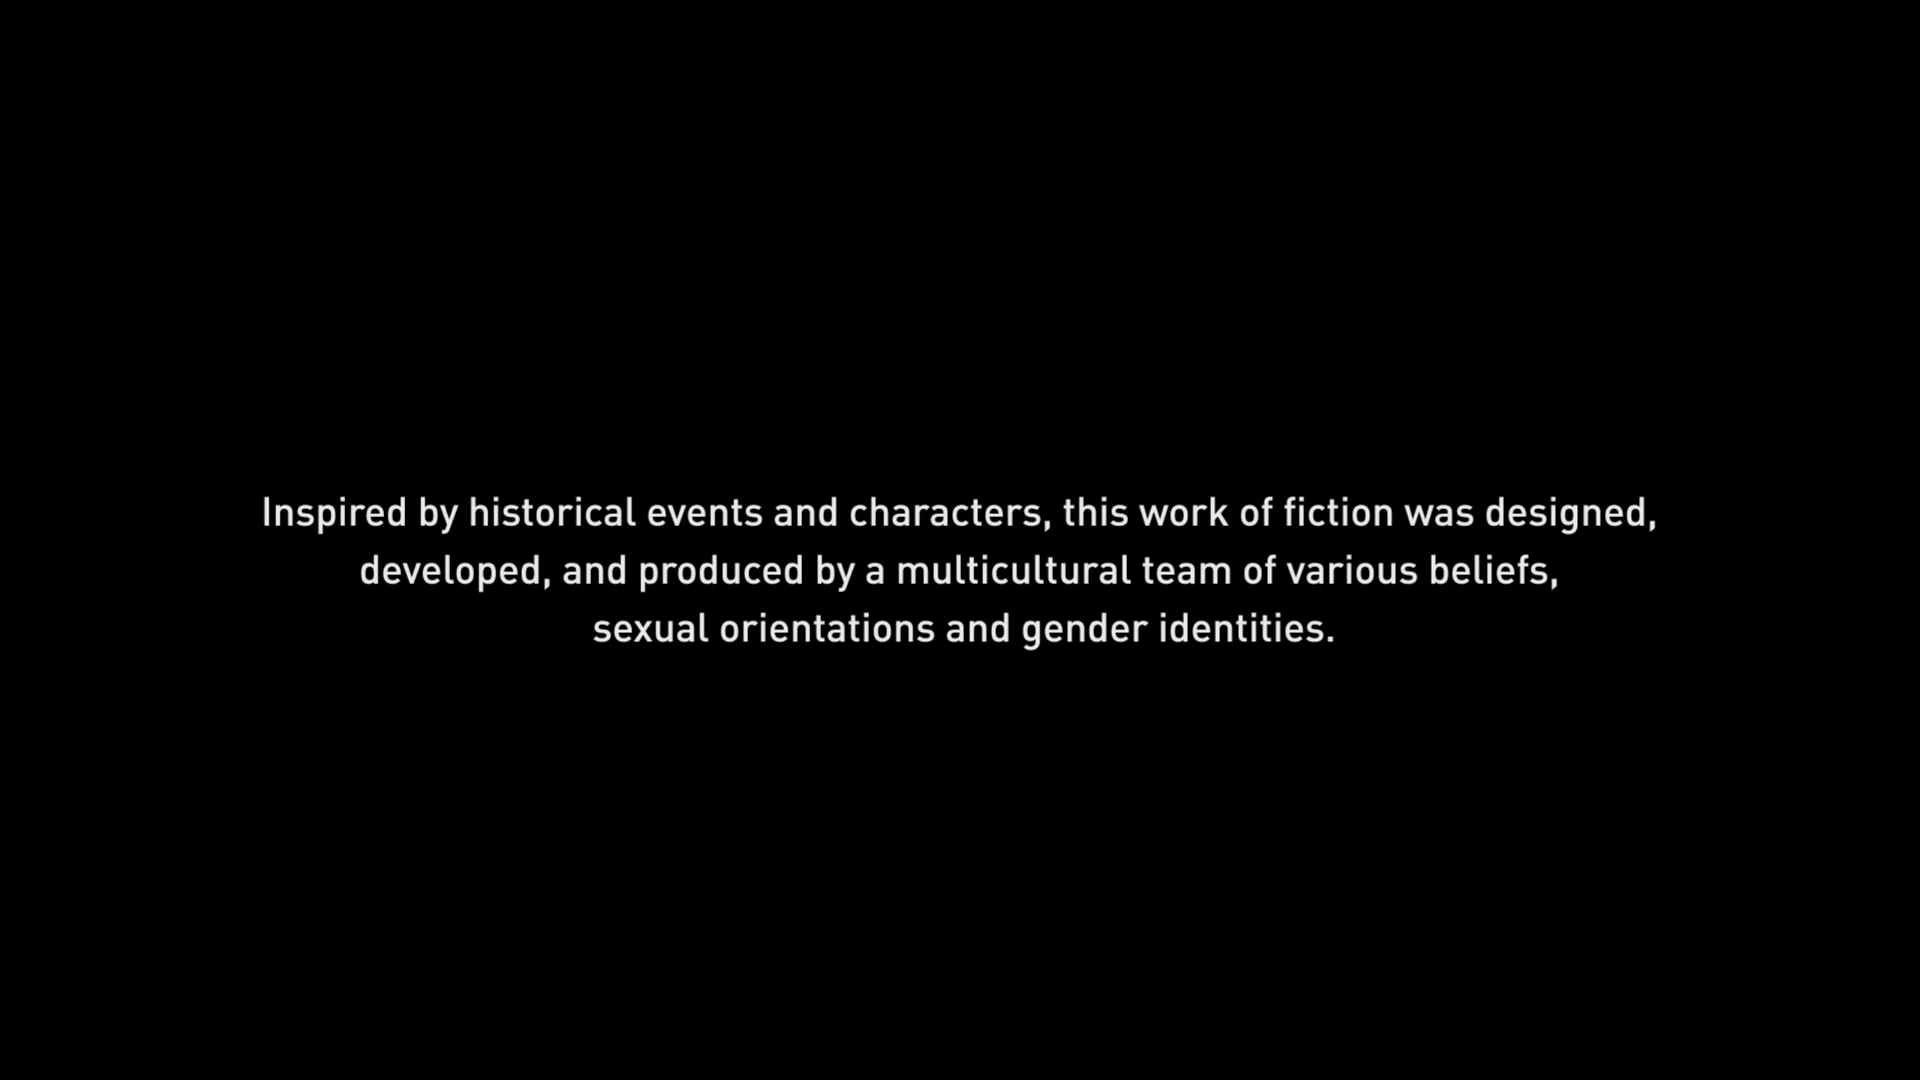 Inspired by historical events and characters, this work of fiction was designed,
developed, and produced by a multicultural team of various beliefs,
sexual orientations and gender identities.